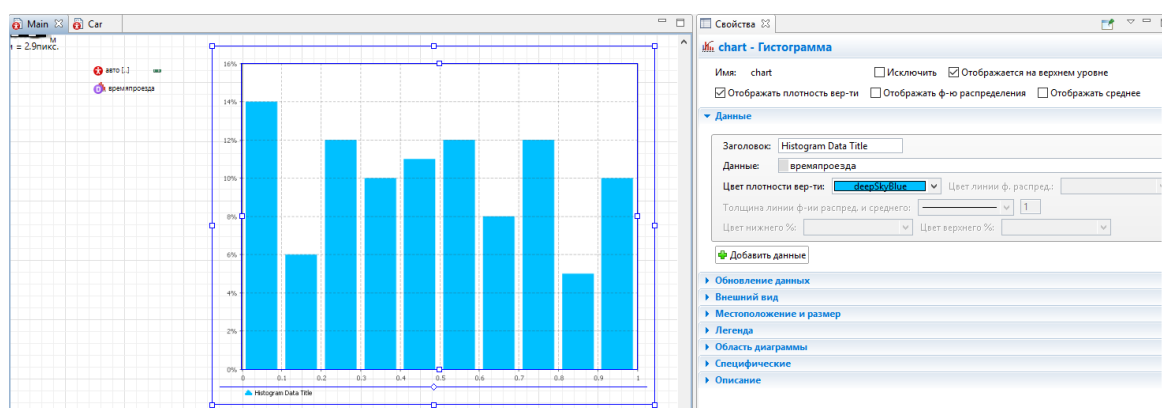 Main
Car
Свойства
м
= 2.9пикс.
авто [..]
времяпроезда
16%
14%
12%
10%
8%
6%
4%
2%
0%
0 0.1 0.2 0.3 0.4 0.5 0.6 0.7 0.8 0.9 1
Histogram Data Title
chart - Гистограмма
Имя: chart Исключить Отображается на верхнем уровне
Отображать плотность вер-ти Отображать ф-ю распределения Отображать среднее
Данные
Заголовок: Histogram Data Title
Данные: времяпроезда
Цвет плотности вер-ти: deepSkyBlue Цвет линии ф. распред.:
Толщина линии ф-ии распред. и среднего: 1
Цвет нижнего %: Цвет верхнего %:
Добавить данные
Обновление данных
Внешний вид
Местоположение и размер
Легенда
Область диаграммы
Специфические
Описание